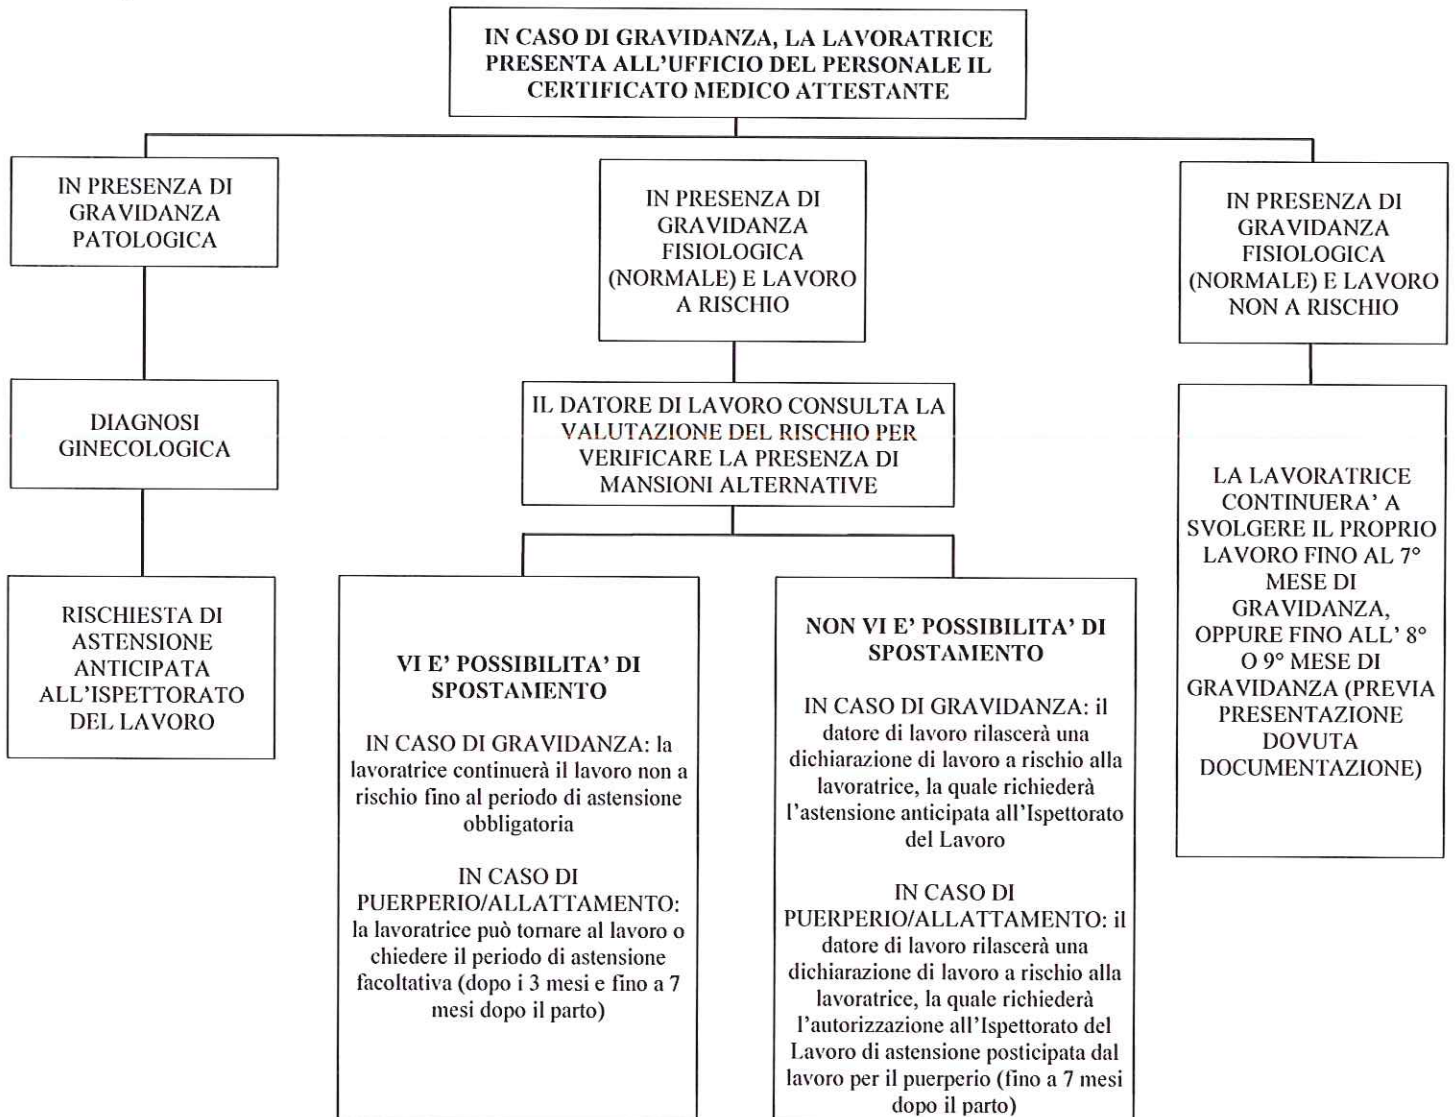 IN CASO DI GRAVIDANZA, LA LAVORATRICE
PRESENTA ALL'UFFICIO DEL PERSONALE IL
CERTIFICATO MEDICO ATTESTANTE
IN PRESENZA DI
GRAVIDANZA
PATOLOGICA
IN PRESENZA DI
GRAVIDANZA
FISIOLOGICA
(NORMALE) E LAVORO
A RISCHIO
IN PRESENZA DI
GRAVIDANZA
FISIOLOGICA
(NORMALE) E LAVORO
NON A RISCHIO
DIAGNOSI
GINECOLOGICA
IL DATORE DI LAVORO CONSULTA LA
VALUTAZIONE DEL RISCHIO PER
VERIFICARE LA PRESENZA DI
MANSIONI ALTERNATIVE
LA LAVORATRICE
CONTINUERA' A
SVOLGERE IL PROPRIO
LAVORO FINO AL 7°
MESE DI
GRAVIDANZA,
OPPURE FINO ALL' 8°
O 9° MESE DI
GRAVIDANZA (PREVIA
PRESENTAZIONE
DOVUTA
DOCUMENTAZIONE)
RISCHIESTA DI
ASTENSIONE
ANTICIPATA
ALL'ISPETTORATO
DEL LAVORO
VI E' POSSIBILITA' DI
SPOSTAMENTO
IN CASO DI GRAVIDANZA: la
lavoratrice continuerà il lavoro non a
rischio fino al periodo di astensione
obbligatoria
IN CASO DI
PUERPERIO/ALLATTAMENTO:
la lavoratrice può tornare al lavoro o
chiedere il periodo di astensione
facoltativa (dopo i 3 mesi e fino a 7
mesi dopo il parto)
NON VI E' POSSIBILITA' DI
SPOSTAMENTO
IN CASO DI GRAVIDANZA: il
datore di lavoro rilascerà una
dichiarazione di lavoro a rischio alla
lavoratrice, la quale richiederà
l'astensione anticipata all'Ispettorato
del Lavoro
IN CASO DI
PUERPERIO/ALLATTAMENTO: il
datore di lavoro rilascerà una
dichiarazione di lavoro a rischio alla
lavoratrice, la quale richiederà
l'autorizzazione all'Ispettorato del
Lavoro di astensione posticipata dal
lavoro per il puerperio (fino a 7 mesi
dopo il parto)